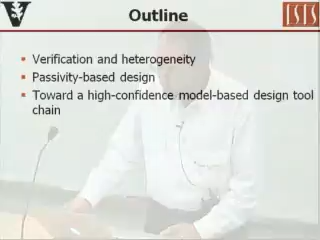 Outline
ISIS
Verification and heterogeneity
Passivity-based design
Toward a high-confidence model-based design tool
chain